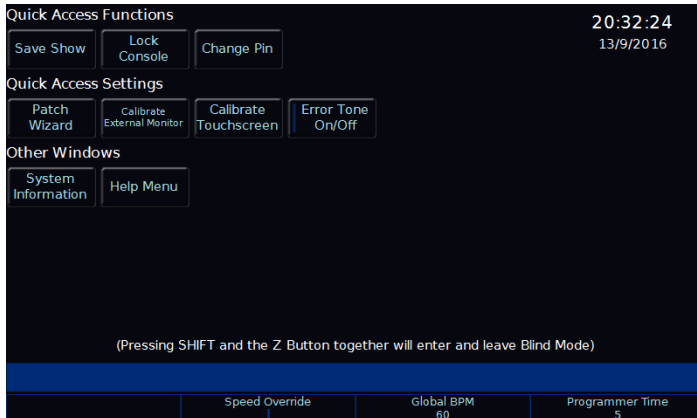 Quick Access Functions
20:32:24
13/9/2016
Save Show
Lock
Console
Change Pin
Quick Access Settings
Patch
Wizard
Calibrate
External Monitor
Calibrate
Touchscreen
Error Tone
On/Off
Other Windows
System
Information
Help Menu
(Pressing SHIFT and the Z Button together will enter and leave Blind Mode)
Speed Override
Global BPM
60
Programmer Time
5